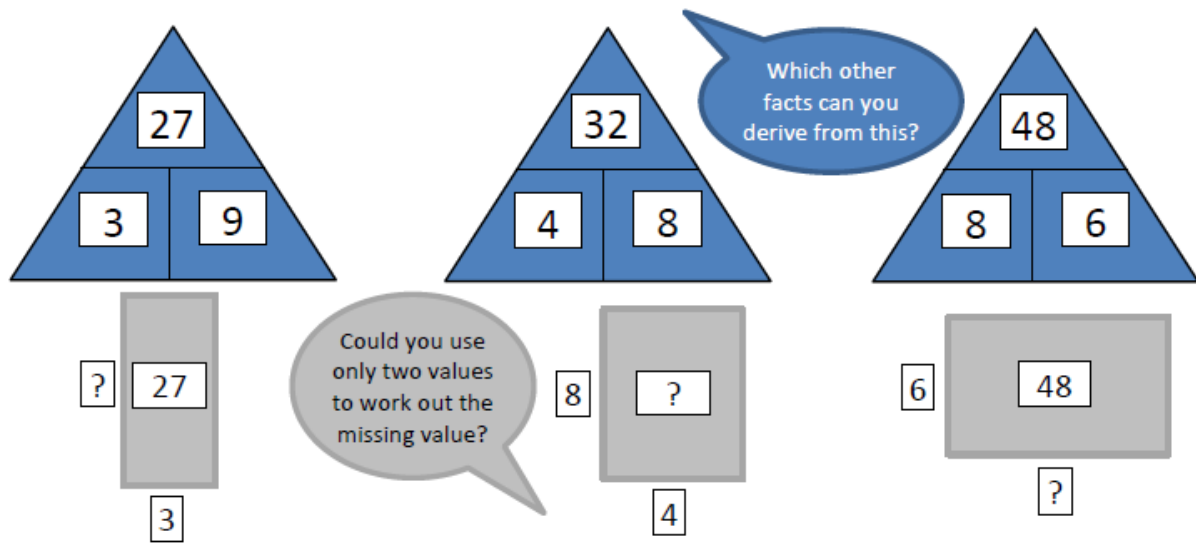 27
3 9
32
4 8
Which other
facts can you
derive from this?
48
8 6
? 27
3
Could you use
only two values
to work out the
missing value?
8 ?
4
6 48
?